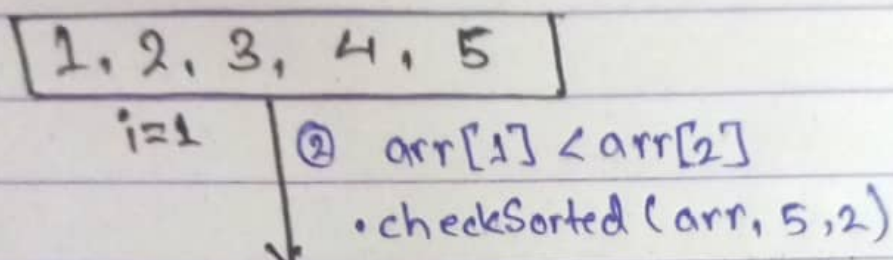 [1, 2, 3, 4, 5]
i=1
② arr[1] < arr[2]
• checkSorted (arr, 5, 2)